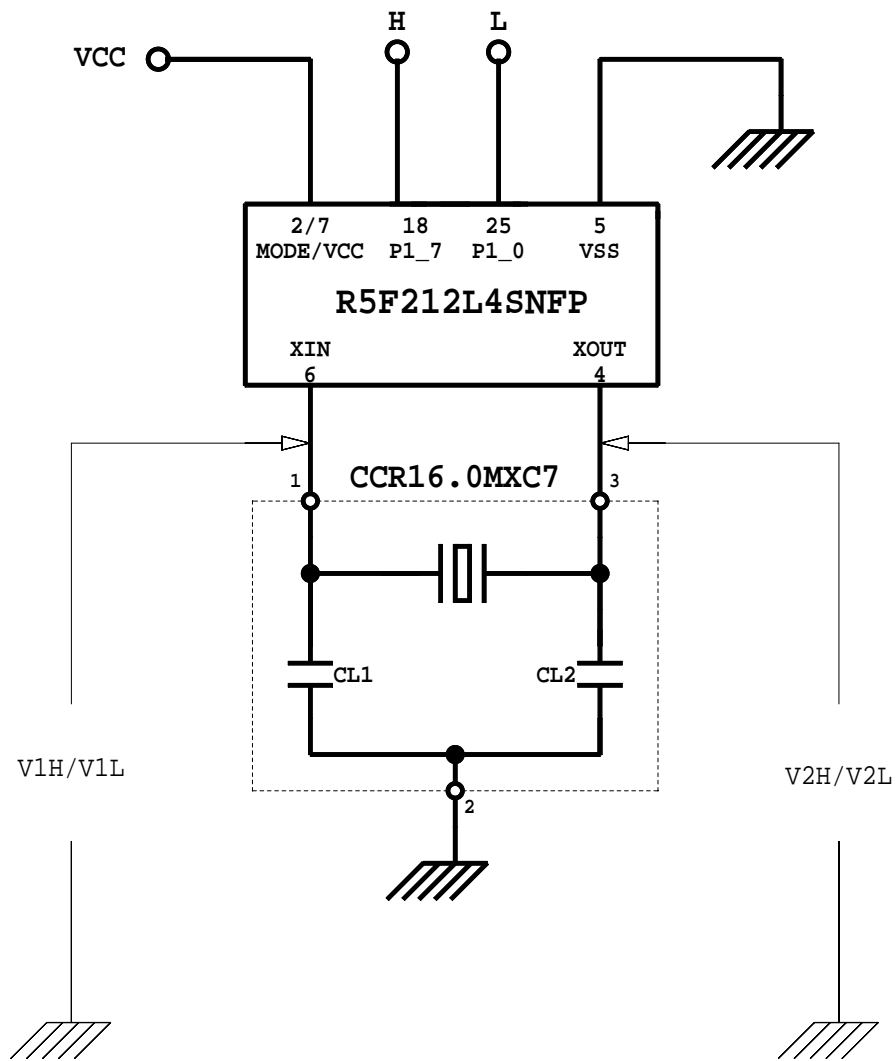 H L
VCC
2/7 18 25 5
MODE/VCC P1_7 P1_0 VSS
R5F212L4SNFP
XIN XOUT
6 4
1 CCR16.0MXC7 3
CL1 CL2
V1H/V1L V2H/V2L
2